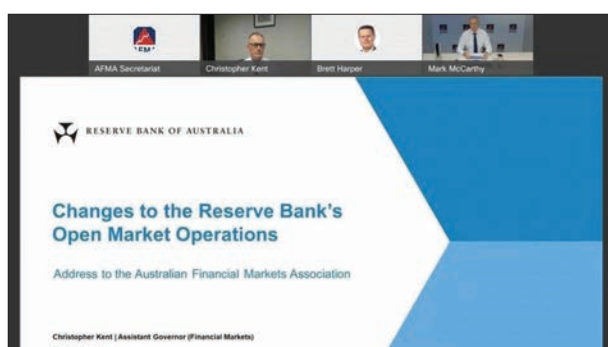 AFMA
AFMA Secretariat
Christopher Kent
Brett Harper
Mark McCarthy
RESERVE BANK OF AUSTRALIA
Changes to the Reserve Bank's
Open Market Operations
Address to the Australian Financial Markets Association
Christopher Kent | Assistant Governor (Financial Markets)